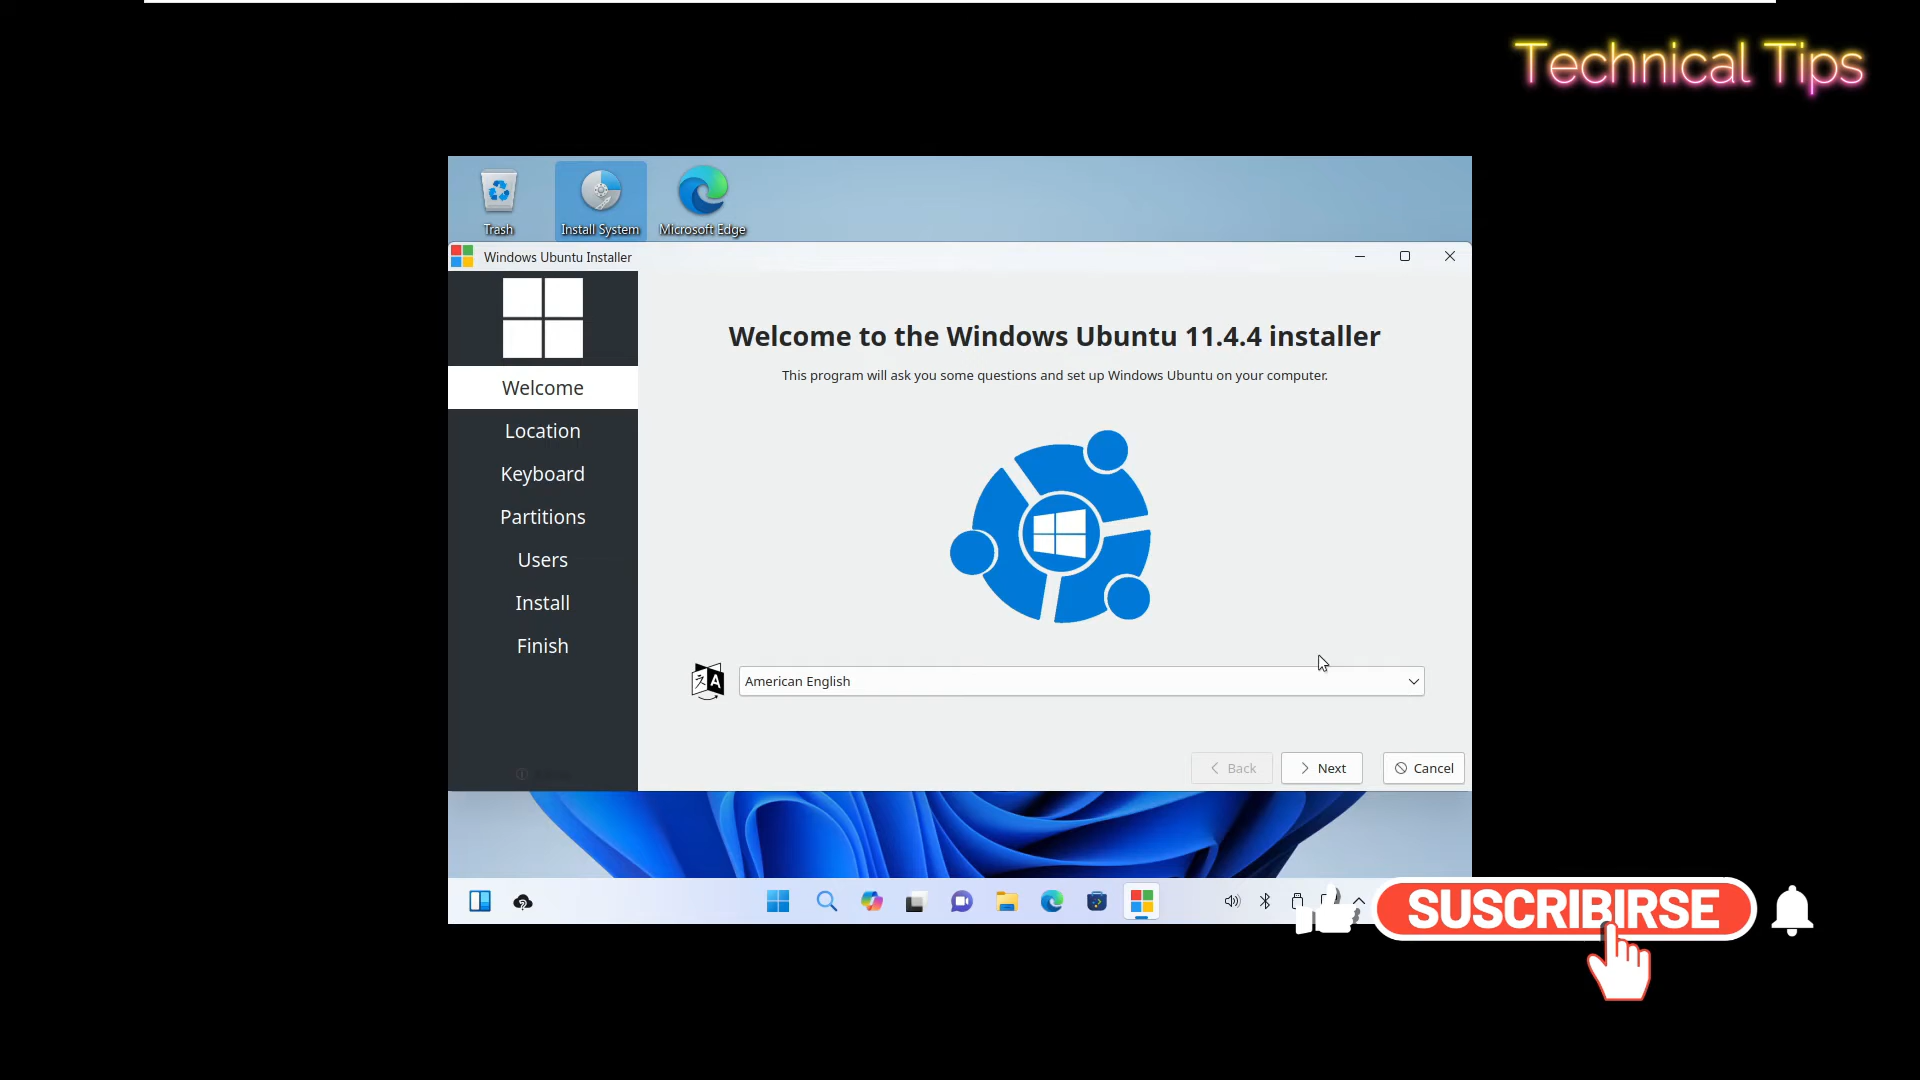 Technical Tips
Trash
Install System
Microsoft Edge
Windows Ubuntu Installer
Welcome
Location
Keyboard
Partitions
Users
Install
Finish
Welcome to the Windows Ubuntu 11.4.4 installer
This program will ask you some questions and set up Windows Ubuntu on your computer.
American English
Back
Next
Cancel
SUSCRIBIRSE